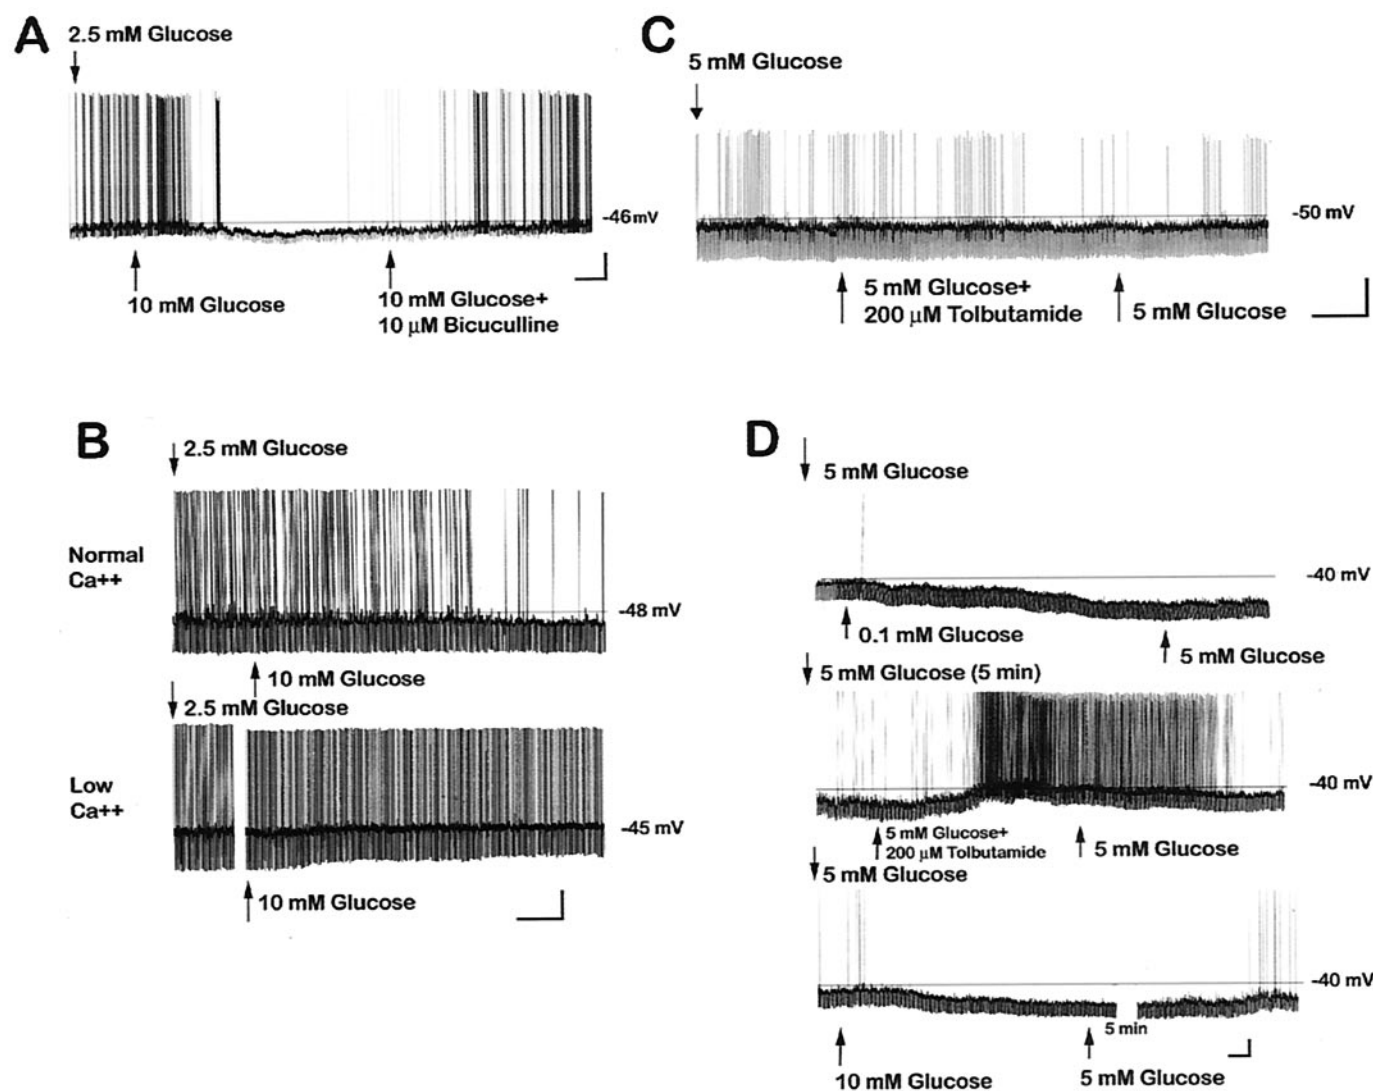 A
2.5 mM Glucose
-46 mV
10 mM Glucose
10 mM Glucose+
10 µM Bicuculline
C
5 mM Glucose
-50 mV
5 mM Glucose+
200 µM Tolbutamide
5 mM Glucose
B
2.5 mM Glucose
Normal
Ca++
-48 mV
10 mM Glucose
2.5 mM Glucose
Low
Ca++
-45 mV
10 mM Glucose
D
5 mM Glucose
-40 mV
0.1 mM Glucose
5 mM Glucose
5 mM Glucose (5 min)
-40 mV
5 mM Glucose+
200 µM Tolbutamide
5 mM Glucose
5 mM Glucose
-40 mV
5 min
10 mM Glucose
5 mM Glucose